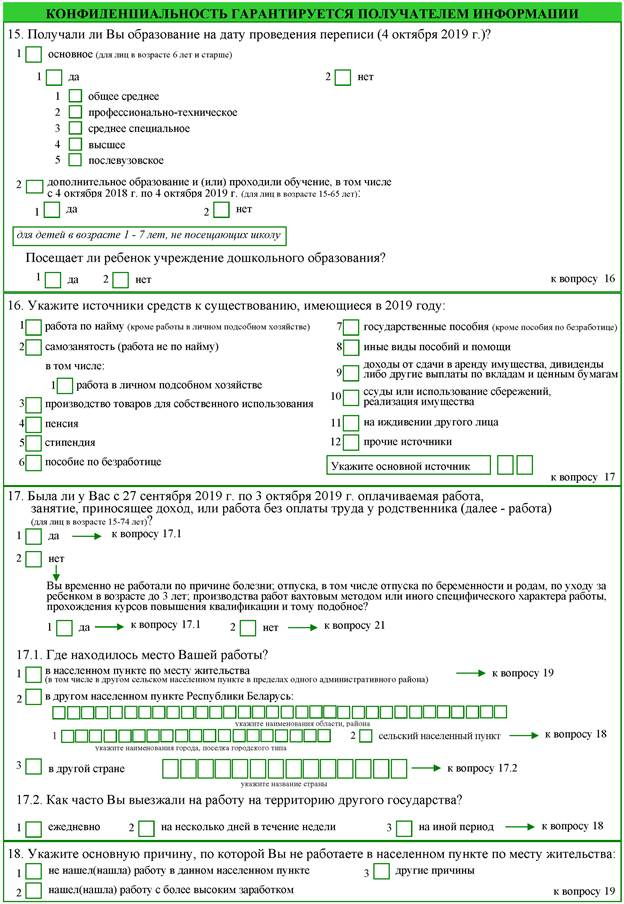 КОНФИДЕНЦИАЛЬНОСТЬ ГАРАНТИРУЕТСЯ ПОЛУЧАТЕЛЕМ ИНФОРМАЦИИ
15. Получали ли Вы образование на дату проведения переписи (4 октября 2019 г.)?
1 основное (для лиц в возрасте 6 лет и старше)
1 да 2 нет
1 общее среднее
2 профессионально-техническое
3 среднее специальное
4 высшее
5 послевузовское
2 дополнительное образование и (или) проходили обучение, в том числе
с 4 октября 2018 г. по 4 октября 2019 г. (для лиц в возрасте 15-65 лет):
1 да 2 нет
для детей в возрасте 1 - 7 лет, не посещающих школу
Посещает ли ребенок учреждение дошкольного образования?
1 да 2 нет к вопросу 16
16. Укажите источники средств к существованию, имеющиеся в 2019 году:
1 работа по найму (кроме работы в личном подсобном хозяйстве)
2 самозанятость (работа не по найму)
в том числе:
1 работа в личном подсобном хозяйстве
3 производство товаров для собственного использования
4 пенсия
5 стипендия
6 пособие по безработице
7 государственные пособия (кроме пособия по безработице)
8 иные виды пособий и помощи
9 доходы от сдачи в аренду имущества, дивиденды
либо другие выплаты по вкладам и ценным бумагам
10 ссуды или использование сбережений,
реализация имущества
11 на иждивении другого лица
12 прочие источники
Укажите основной источник
к вопросу 17
17. Была ли у Вас с 27 сентября 2019 г. по 3 октября 2019 г. оплачиваемая работа,
занятие, приносящее доход, или работа без оплаты труда у родственника (далее - работа)
(для лиц в возрасте 15-74 лет)?
1 да к вопросу 17.1
2 нет
Вы временно не работали по причине болезни; отпуска, в том числе отпуска по беременности и родам, по уходу за
ребенком в возрасте до 3 лет; производства работ вахтовым методом или иного специфического характера работы,
прохождения курсов повышения квалификации и тому подобное?
1 да к вопросу 17.1 2 нет к вопросу 21
17.1. Где находилось место Вашей работы?
1 в населенном пункте по месту жительства к вопросу 19
(в том числе в другом сельском населенном пункте в пределах одного административного района)
2 в другом населенном пункте Республики Беларусь:
укажите наименования области, района
1 2 сельский населенный пункт к вопросу 18
укажите наименования города, поселка городского типа
3 в другой стране к вопросу 17.2
укажите название страны
17.2. Как часто Вы выезжали на работу на территорию другого государства?
1 ежедневно 2 на несколько дней в течение недели 3 на иной период к вопросу 18
18. Укажите основную причину, по которой Вы не работаете в населенном пункте по месту жительства:
1 не нашел(нашла) работу в данном населенном пункте 3 другие причины
2 нашел(нашла) работу с более высоким заработком к вопросу 19